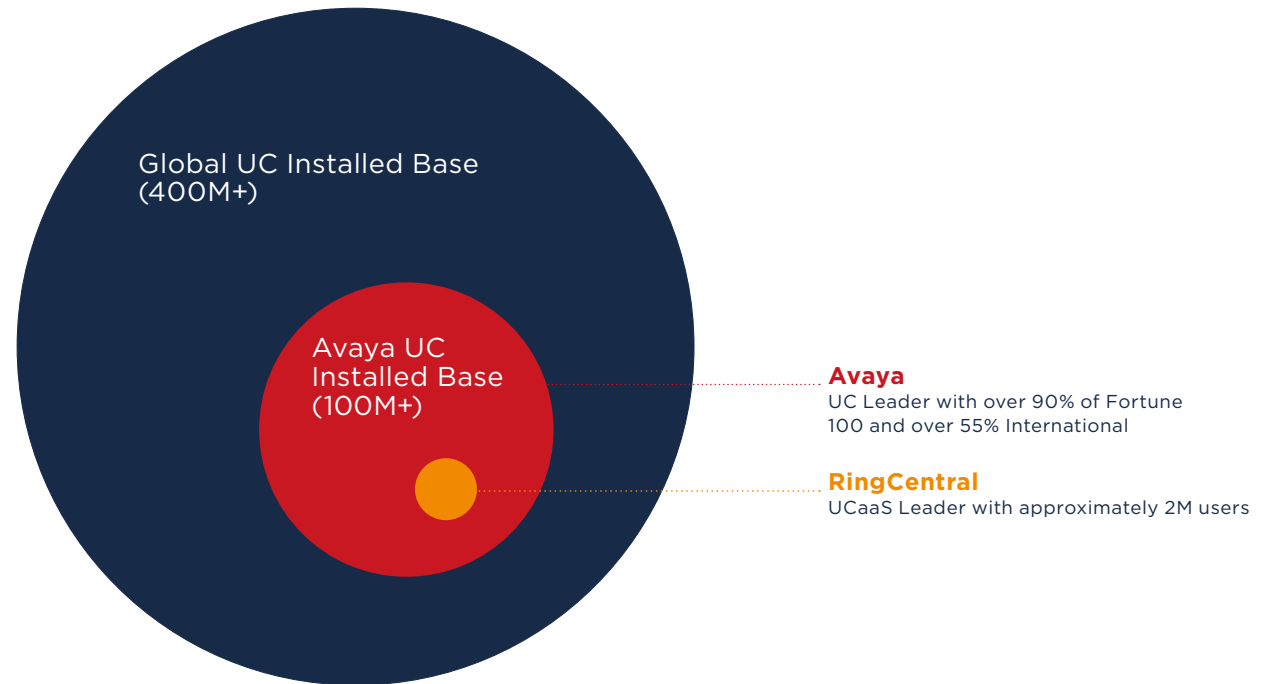 Global UC Installed Base
(400M+)
Avaya UC
Installed Base
(100M+)
Avaya
UC Leader with over 90% of Fortune
100 and over 55% International
RingCentral
UCaaS Leader with approximately 2M users